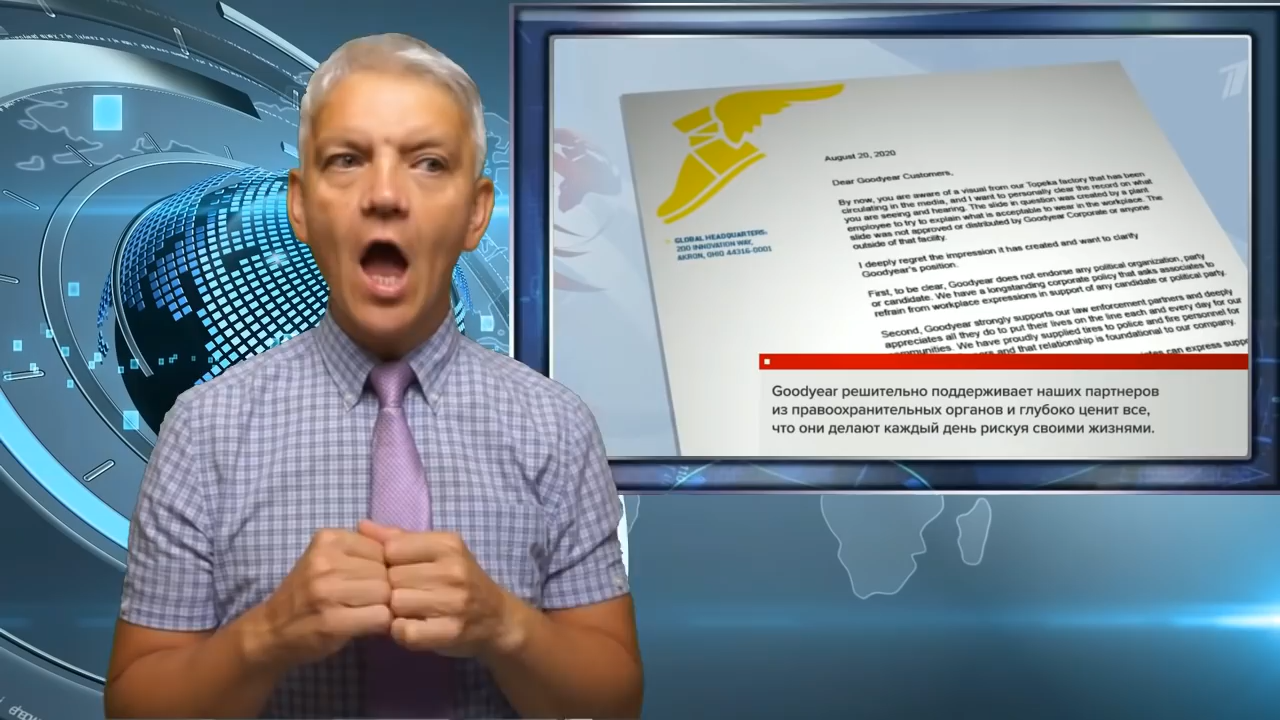 August 20, 2020
Dear Goodyear Customers,
By now, you are aware of a visual from our Topeka factory that has been
circulating in the media, and I want to personally clear the record on what
you are seeing and hearing. The slide in question was created by a plant
employee to try to explain what is acceptable to wear in the workplace. The
slide was not approved or distributed by Goodyear Corporate or anyone
outside of that facility.
GLOBAL HEADQUARTERS,
200 INNOVATION WAY,
AKRON, OHIO 44316-0001
I deeply regret the impression it has created and want to clarify
Goodyear's position.
First, to be clear, Goodyear does not endorse any political organization, party
or candidate. We have a longstanding corporate policy that asks associates to
refrain from workplace expressions in support of any candidate or political party.
Second, Goodyear strongly supports our law enforcement partners and deeply
appreciates all they do to put their lives on the line each and every day for our
communities. We have proudly supplied tires to police and fire personnel for
and that relationship is foundational to our company.
can express
Goodyear решительно поддерживает наших партнеров
из правоохранительных органов и глубоко ценит все,
что они делают каждый день рискуя своими жизнями.